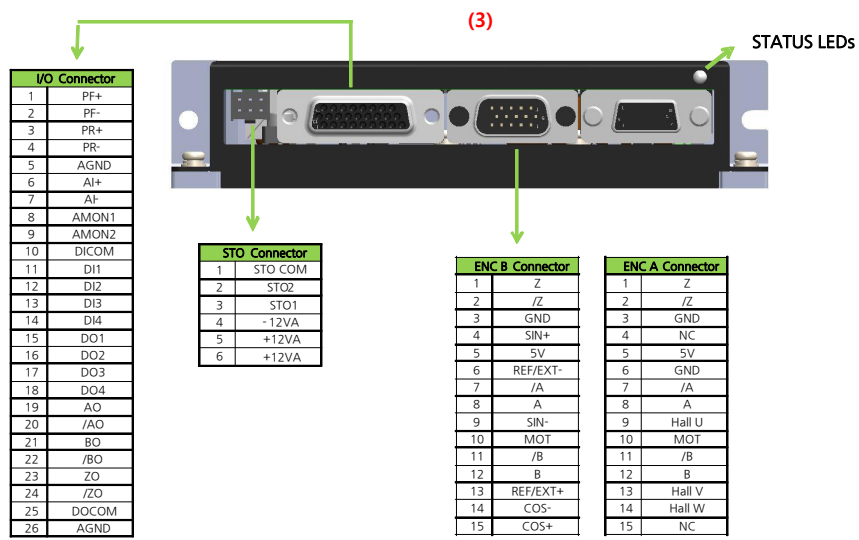 (3)
STATUS LEDs
I/O Connector
1 PF+
2 PF-
3 PR+
4 PR-
5 AGND
6 AI+
7 AI-
8 AMON1
9 AMON2
10 DICOM
11 DI1
12 DI2
13 DI3
14 DI4
15 DO1
16 DO2
17 DO3
18 DO4
19 AO
20 /AO
21 BO
22 /BO
23 ZO
24 /ZO
25 DOCOM
26 AGND
STO Connector
1 STO COM
2 STO2
3 STO1
4 -12VA
5 +12VA
6 +12VA
ENC B Connector
1 Z
2 /Z
3 GND
4 SIN+
5 5V
6 REF/EXT-
7 /A
8 A
9 SIN-
10 MOT
11 /B
12 B
13 REF/EXT+
14 COS-
15 COS+
ENC A Connector
1 Z
2 /Z
3 GND
4 NC
5 5V
6 GND
7 /A
8 A
9 Hall U
10 MOT
11 /B
12 B
13 Hall V
14 Hall W
15 NC